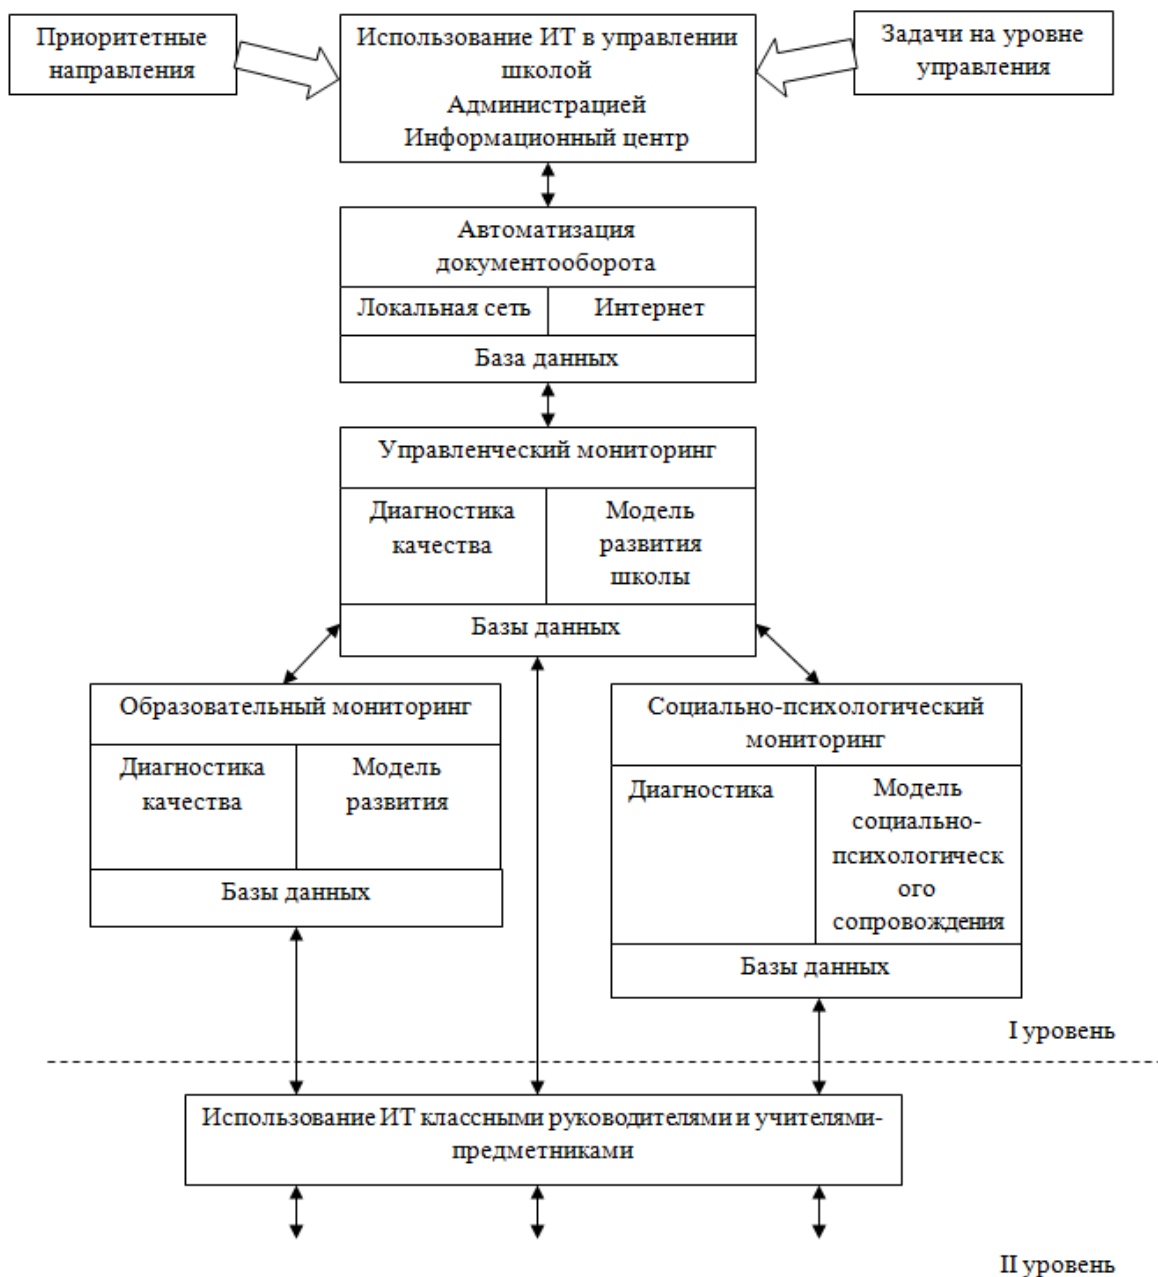 Приоритетные
направления
Использование ИТ в управлении
школой
Администрацией
Информационный центр
Задачи на уровне
управления
Автоматизация
документооборота
Локальная сеть
Интернет
База данных
Управленческий мониторинг
Диагностика
качества
Модель
развития
школы
Базы данных
Образовательный мониторинг
Диагностика
качества
Модель
развития
Базы данных
Социально-психологический
мониторинг
Диагностика
Модель
социально-
психологическ
ого
сопровождения
Базы данных
I уровень
Использование ИТ классными руководителями и учителями-
предметниками
II уровень